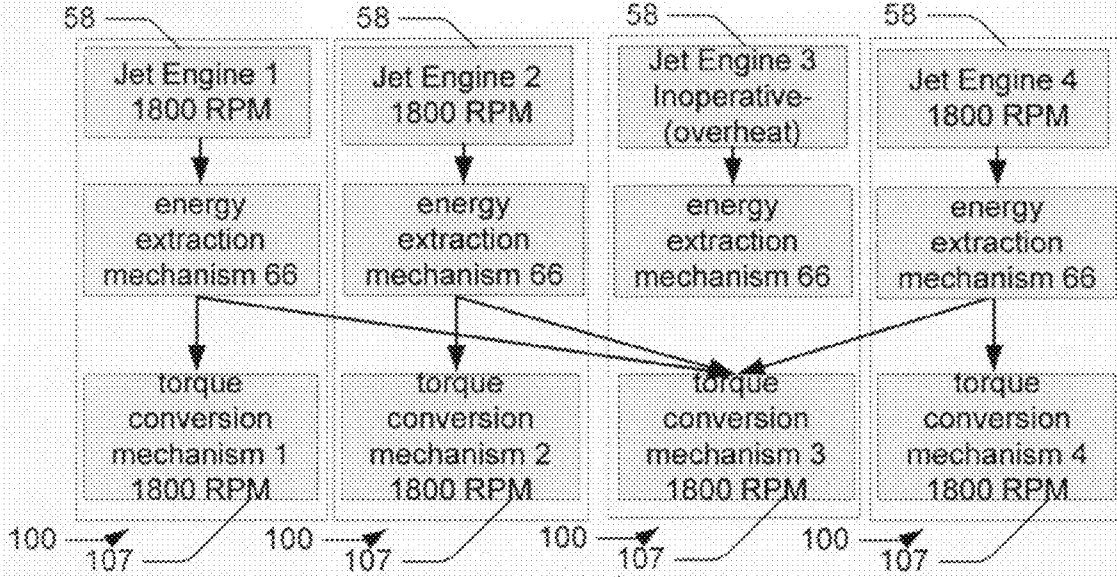 58
58
58
58
Jet Engine 1
1800 RPM
Jet Engine 2
1800 RPM
Jet Engine 3
Inoperative-
(overheat)
Jet Engine 4
1800 RPM
energy
extraction
mechanism 66
energy
extraction
mechanism 66
energy
extraction
mechanism 66
energy
extraction
mechanism 66
torque
conversion
mechanism 1
1800 RPM
torque
conversion
mechanism 2
1800 RPM
torque
conversion
mechanism 3
1800 RPM
torque
conversion
mechanism 4
1800 RPM
100
107
100
107
100
107
100
107